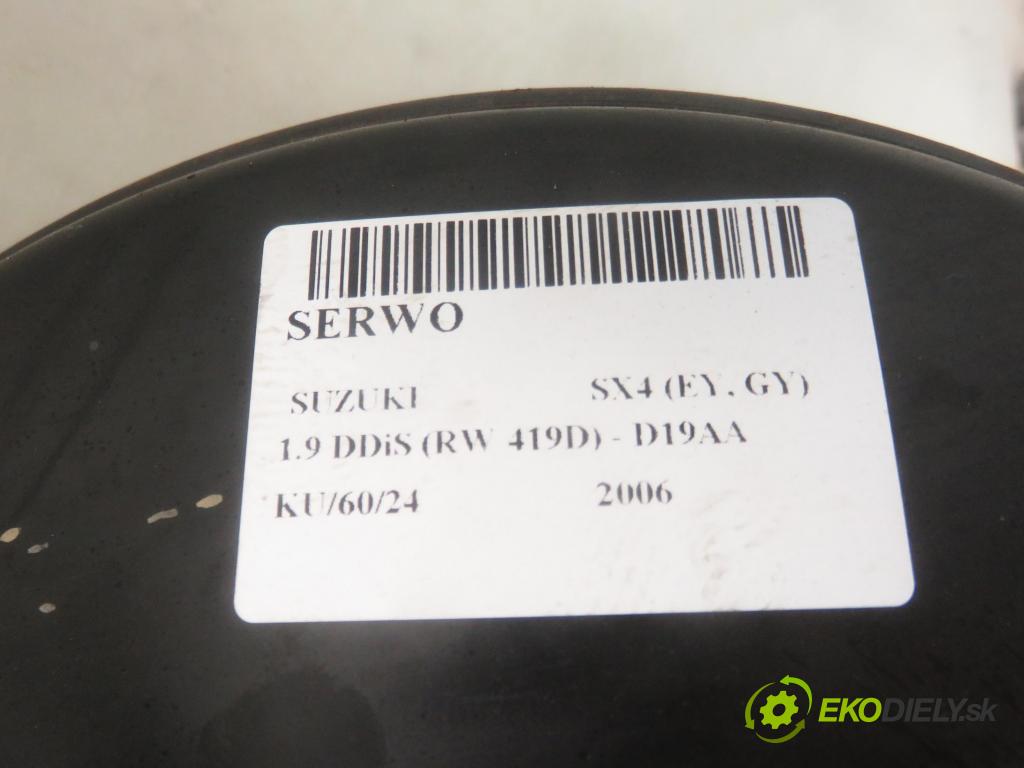 SERWO
SUZUKI SX4 (EY, GY)
1.9 DDiS (RW 419D) - D19AA
KU/60/24 2006
EKODIELY.sk